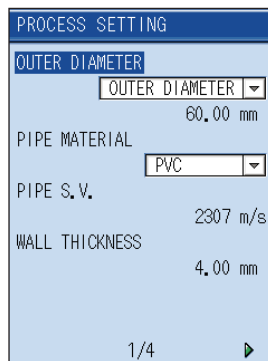 PROCESS SETTING
OUTER DIAMETER
OUTER DIAMETER
60.00 mm
PIPE MATERIAL
PVC
PIPE S.V.
2307 m/s
WALL THICKNESS
4.00 mm
1/4